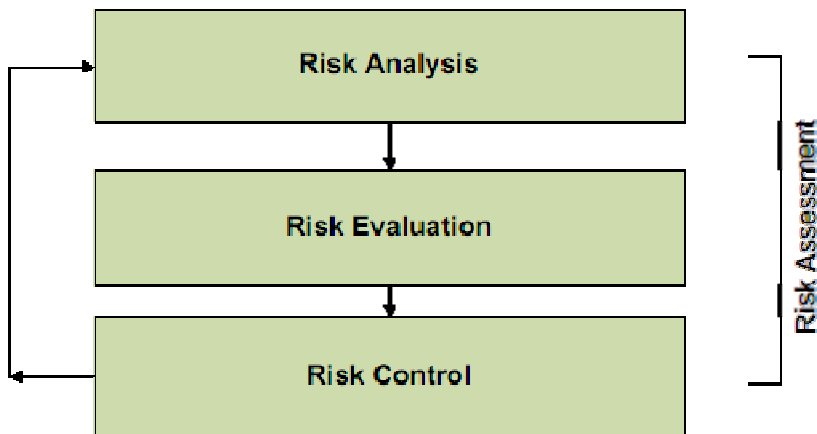 Risk Analysis
Risk Evaluation
Risk Control
Risk Assessment